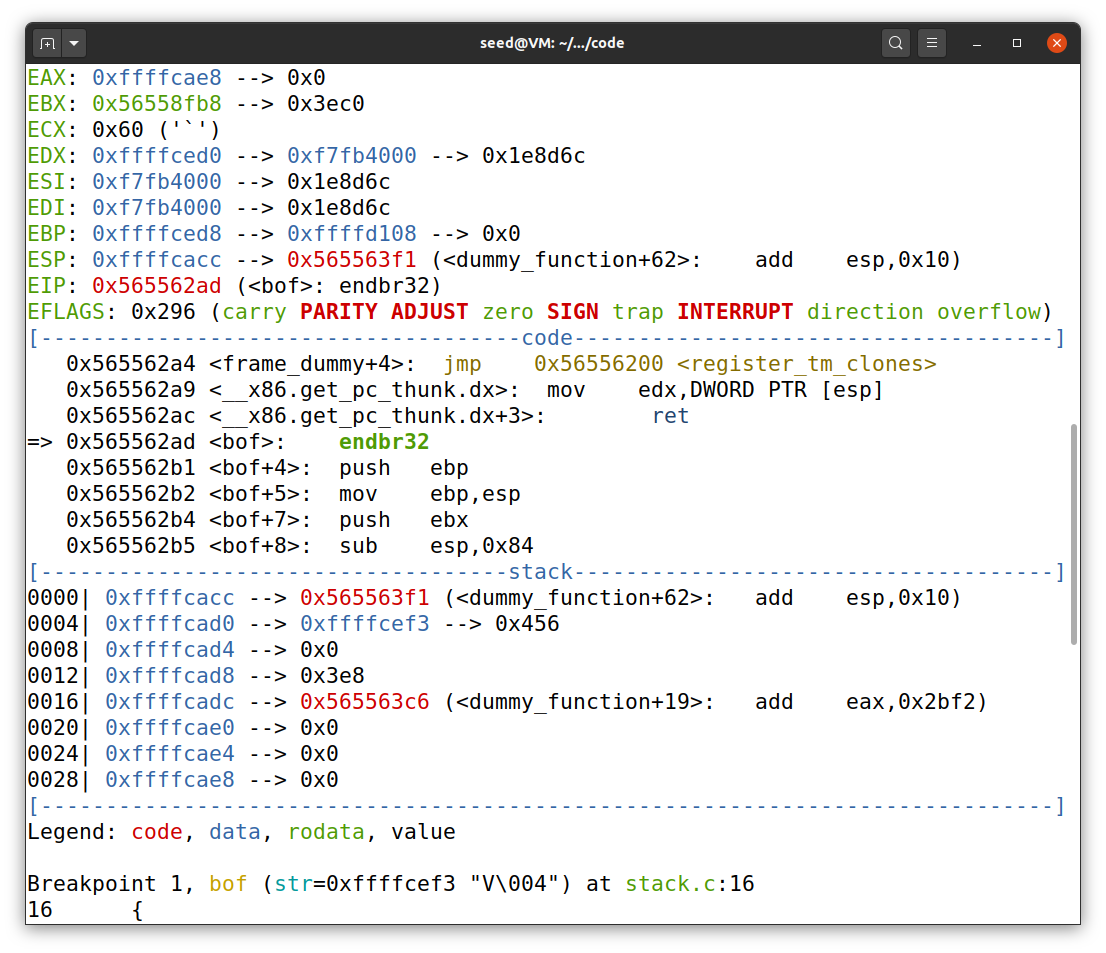 seed@VM: ~/.../code
EAX: 0xffffcae8 --> 0x0
EBX: 0x56558fb8 --> 0x3ec0
ECX: 0x60 ('`')
EDX: 0xffffced0 --> 0xf7fb4000 --> 0x1e8d6c
ESI: 0xf7fb4000 --> 0x1e8d6c
EDI: 0xf7fb4000 --> 0x1e8d6c
EBP: 0xffffced8 --> 0xffffd108 --> 0x0
ESP: 0xffffcacc --> 0x565563f1 (<dummy_function+62>:   add    esp,0x10)
EIP: 0x565562ad (<bof>: endbr32)
EFLAGS: 0x296 (carry PARITY ADJUST zero SIGN trap INTERRUPT direction overflow)
[-------------------------------------code-------------------------------------]
   0x565562a4 <frame_dummy+4>:  jmp    0x56556200 <register_tm_clones>
   0x565562a9 <__x86.get_pc_thunk.dx>:  mov    edx,DWORD PTR [esp]
   0x565562ac <__x86.get_pc_thunk.dx+3>:        ret
=> 0x565562ad <bof>:    endbr32
   0x565562b1 <bof+4>:  push   ebp
   0x565562b2 <bof+5>:  mov    ebp,esp
   0x565562b4 <bof+7>:  push   ebx
   0x565562b5 <bof+8>:  sub    esp,0x84
[------------------------------------stack-------------------------------------]
0000| 0xffffcacc --> 0x565563f1 (<dummy_function+62>:   add    esp,0x10)
0004| 0xffffcad0 --> 0xffffcef3 --> 0x456
0008| 0xffffcad4 --> 0x0
0012| 0xffffcad8 --> 0x3e8
0016| 0xffffcadc --> 0x565563c6 (<dummy_function+19>:   add    eax,0x2bf2)
0020| 0xffffcae0 --> 0x0
0024| 0xffffcae4 --> 0x0
0028| 0xffffcae8 --> 0x0
[------------------------------------------------------------------------------]
Legend: code, data, rodata, value
Breakpoint 1, bof (str=0xffffcef3 "V\004") at stack.c:16
16      {